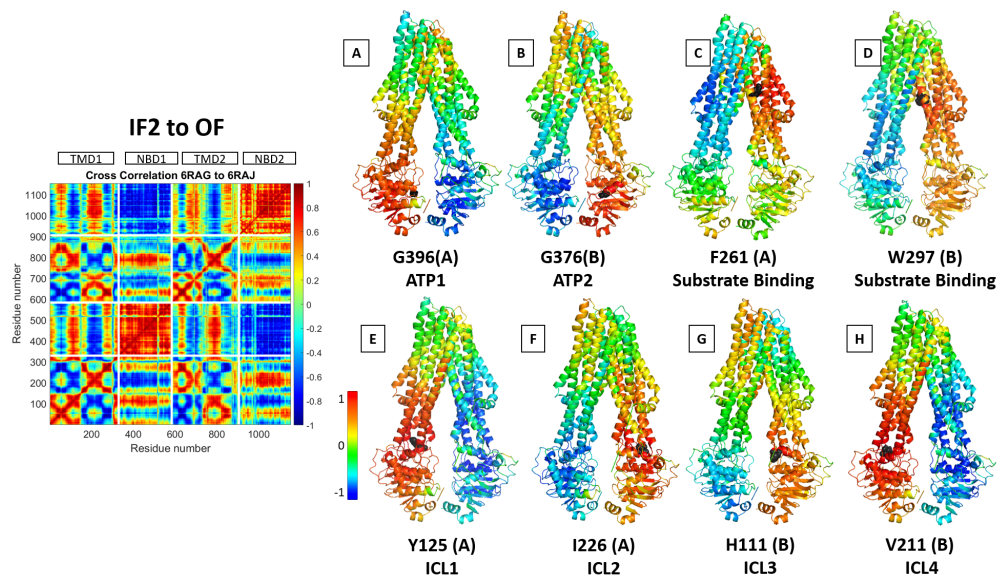 IF2 to OF
TMD1 NBD1 TMD2 NBD2
Cross Correlation 6RAG to 6RAJ
Residue number
1100
1000
900
800
700
600
500
400
300
200
100
200 400 600 800 1000
Residue number
1
0.8
0.6
0.4
0.2
0
-0.2
-0.4
-0.6
-0.8
-1
A
B
C
D
G396(A)
ATP1
G376(B)
ATP2
F261 (A)
Substrate Binding
W297 (B)
Substrate Binding
1
0
-1
E
F
G
H
Y125 (A)
ICL1
I226 (A)
ICL2
H111 (B)
ICL3
V211 (B)
ICL4